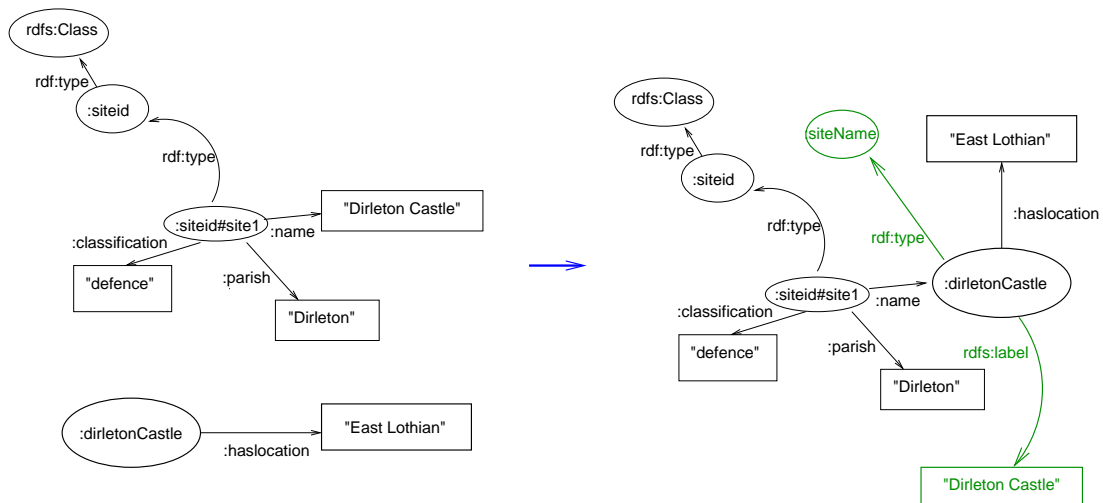 rdfs:Class
rdf:type
:siteid
rdf:type
:siteid#site1
:name
"Dirleton Castle"
:classification
"defence"
:parish
"Dirleton"
:dirletonCastle
:haslocation
"East Lothian"
rdfs:Class
rdf:type
:siteid
rdf:type
:siteid#site1
:name
:classification
"defence"
:parish
"Dirleton"
:siteName
rdf:type
"East Lothian"
:haslocation
:dirletonCastle
rdfs:label
"Dirleton Castle"